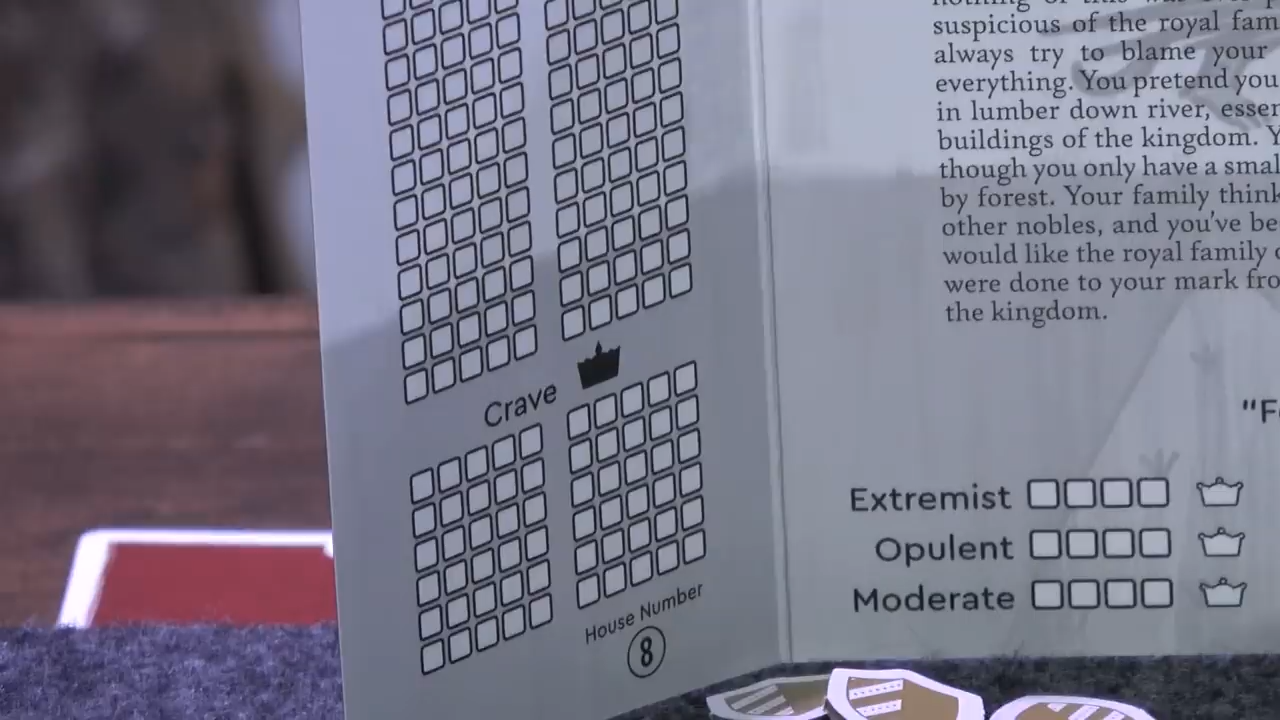 suspicious of the royal fam
always try to blame your
everything. You pretend you
in lumber down river, essen
buildings of the kingdom. Y
though you only have a smal
by forest. Your family think
other nobles, and you've be
would like the royal family
were done to your mark fro
the kingdom.
Crave
"F
Extremist
Opulent
Moderate
House Number
8